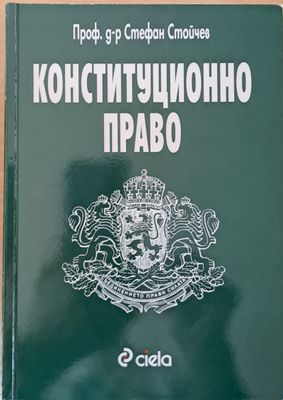 Проф. д-р Стефан Стойчев
КОНСТИТУЦИОННО
ПРАВО
СЪЕДИНЕНИЕТО ПРАВИ СИЛАТА
ciela